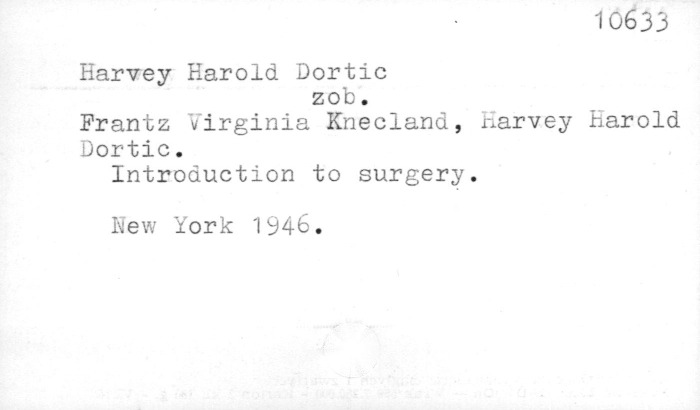 10633
Harvey Harold Dortic
zob.
Frantz Virginia Knecland, Harvey Harold
Dortic.
Introduction to surgery.
New York 1946.